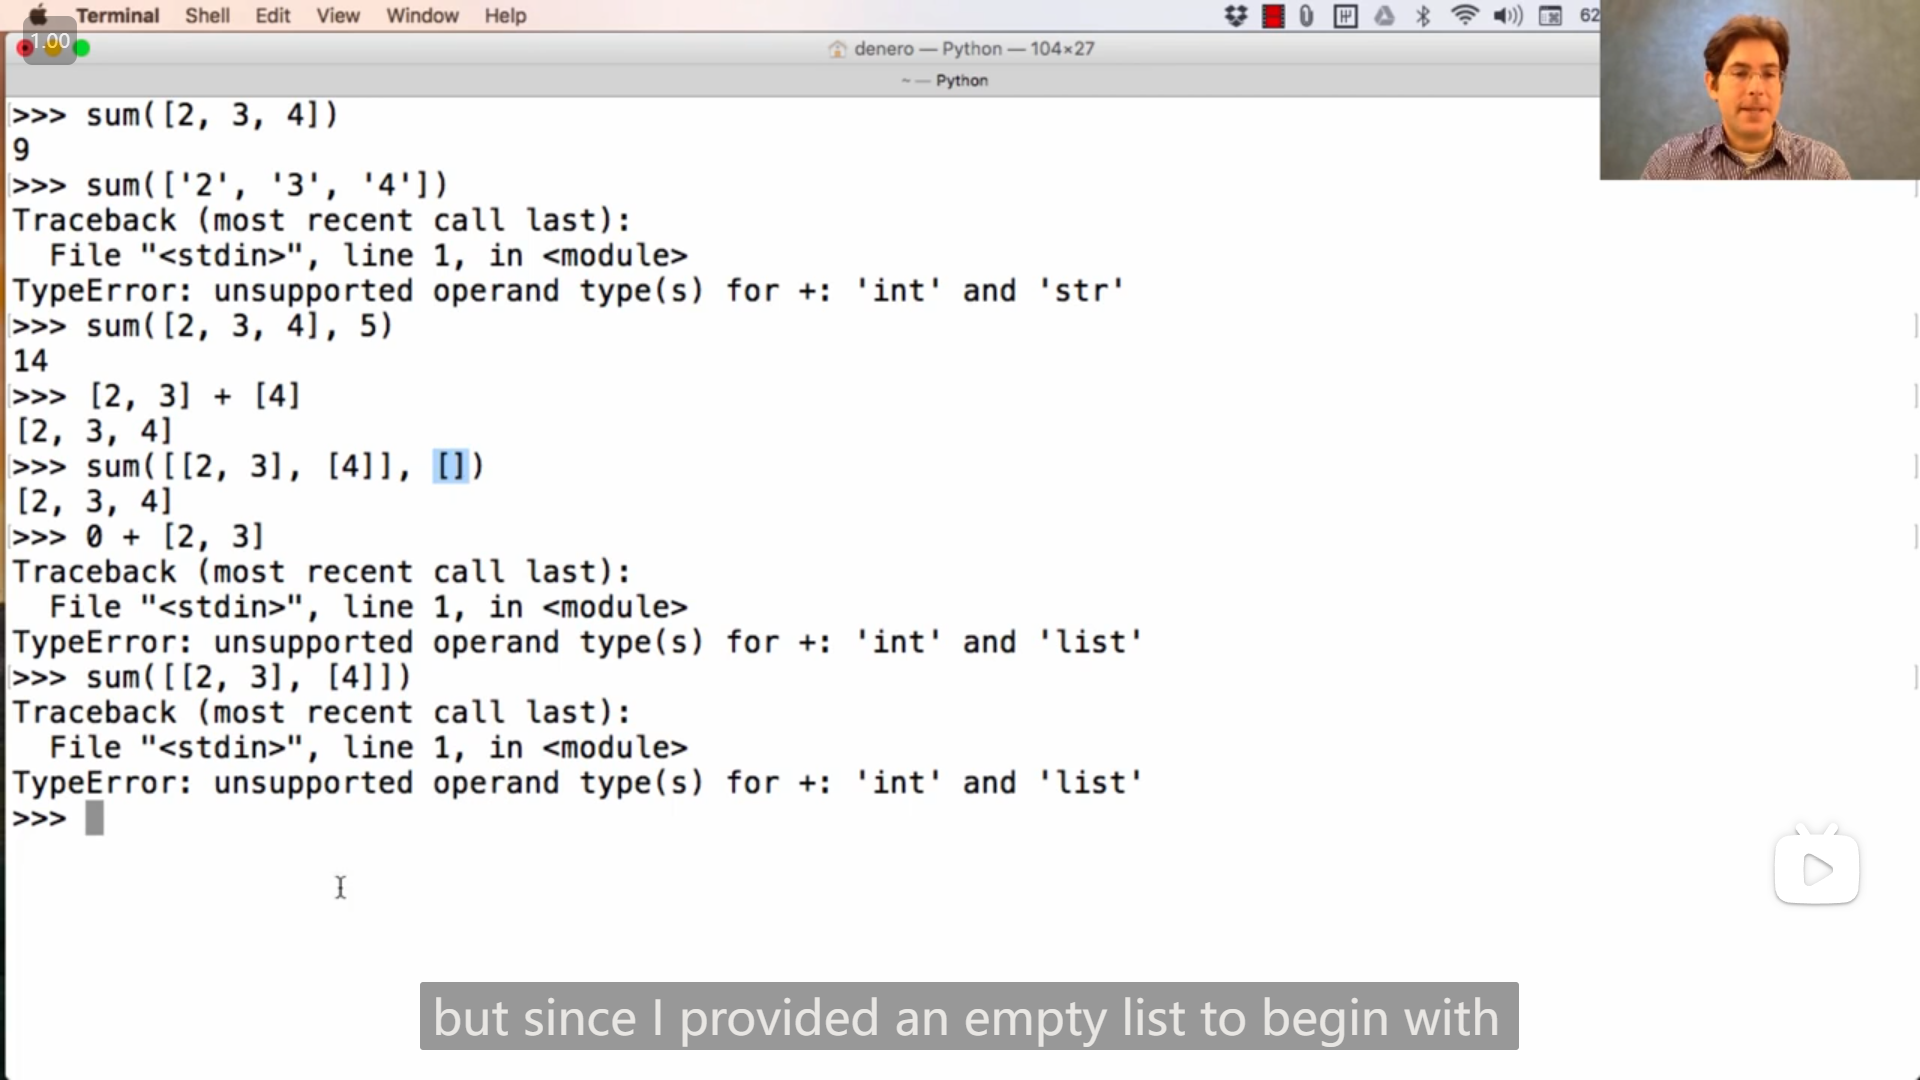 Terminal Shell Edit View Window Help 62
1.00
denero — Python — 104×27
~ — Python
>>> sum([2, 3, 4])
9
>>> sum(['2', '3', '4'])
Traceback (most recent call last):
  File "<stdin>", line 1, in <module>
TypeError: unsupported operand type(s) for +: 'int' and 'str'
>>> sum([2, 3, 4], 5)
14
>>> [2, 3] + [4]
[2, 3, 4]
>>> sum([[2, 3], [4]], [])
[2, 3, 4]
>>> 0 + [2, 3]
Traceback (most recent call last):
  File "<stdin>", line 1, in <module>
TypeError: unsupported operand type(s) for +: 'int' and 'list'
>>> sum([[2, 3], [4]])
Traceback (most recent call last):
  File "<stdin>", line 1, in <module>
TypeError: unsupported operand type(s) for +: 'int' and 'list'
>>>
but since I provided an empty list to begin with